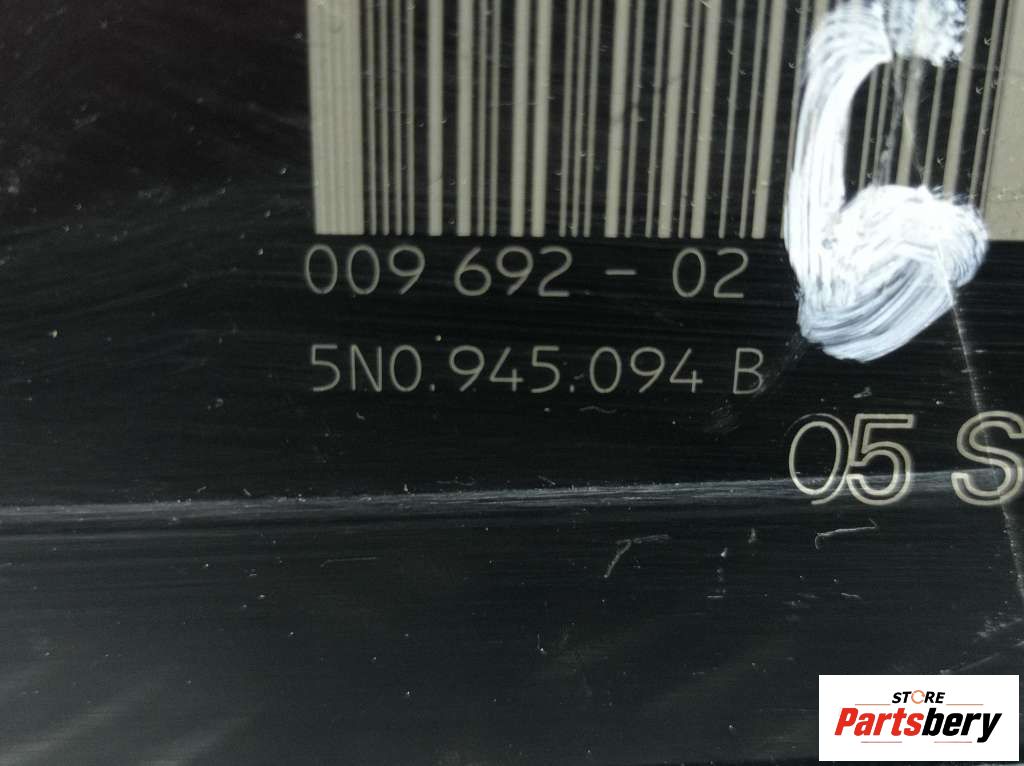 009 692 - 02
5N0.945.094 B
05 S
STORE
Partsbery